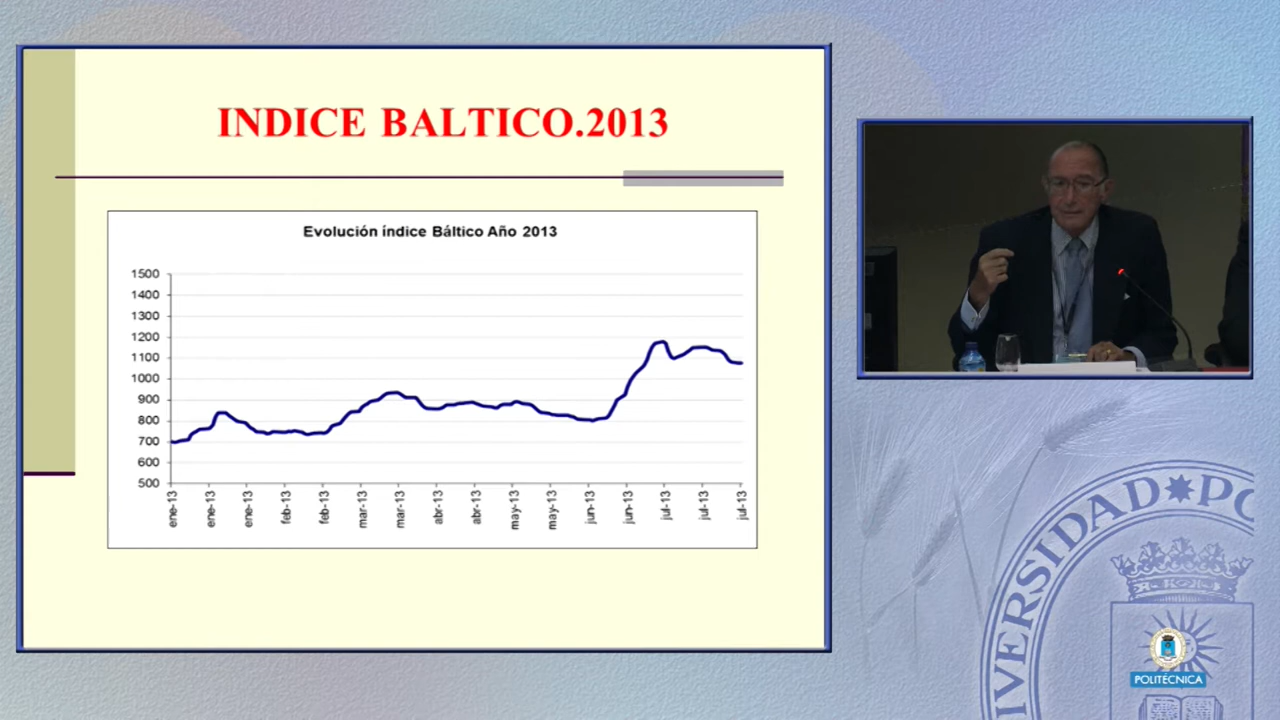 INDICE BALTICO.2013
Evolución índice Báltico Año 2013
1500
1400
1300
1200
1100
1000
900
800
700
600
500
ene-13
ene-13
ene-13
feb-13
feb-13
mar-13
mar-13
abr-13
abr-13
may-13
may-13
jun-13
jun-13
jul-13
jul-13
jul-13
IVERSIDAD PO
POLITÉCNICA